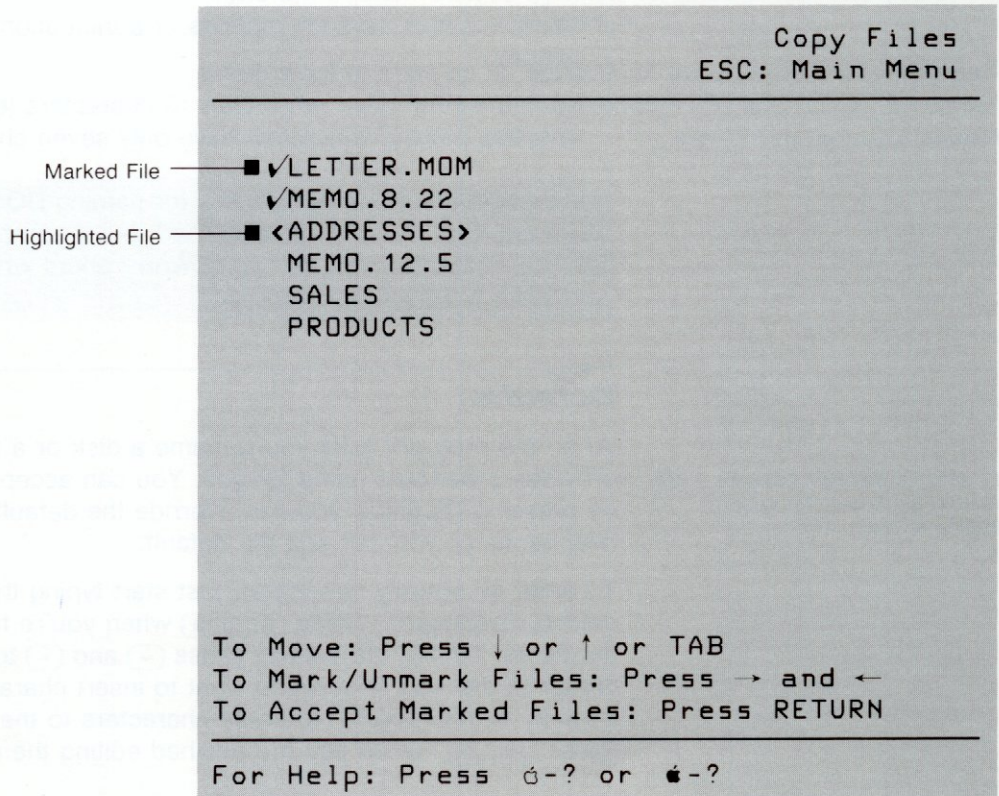 Copy Files
ESC: Main Menu
Marked File ✓LETTER.MOM
✓MEMO.8.22
Highlighted File <ADDRESSES>
MEMO.12.5
SALES
PRODUCTS
To Move: Press ↓ or ↑ or TAB
To Mark/Unmark Files: Press → and ←
To Accept Marked Files: Press RETURN
For Help: Press -? or -?